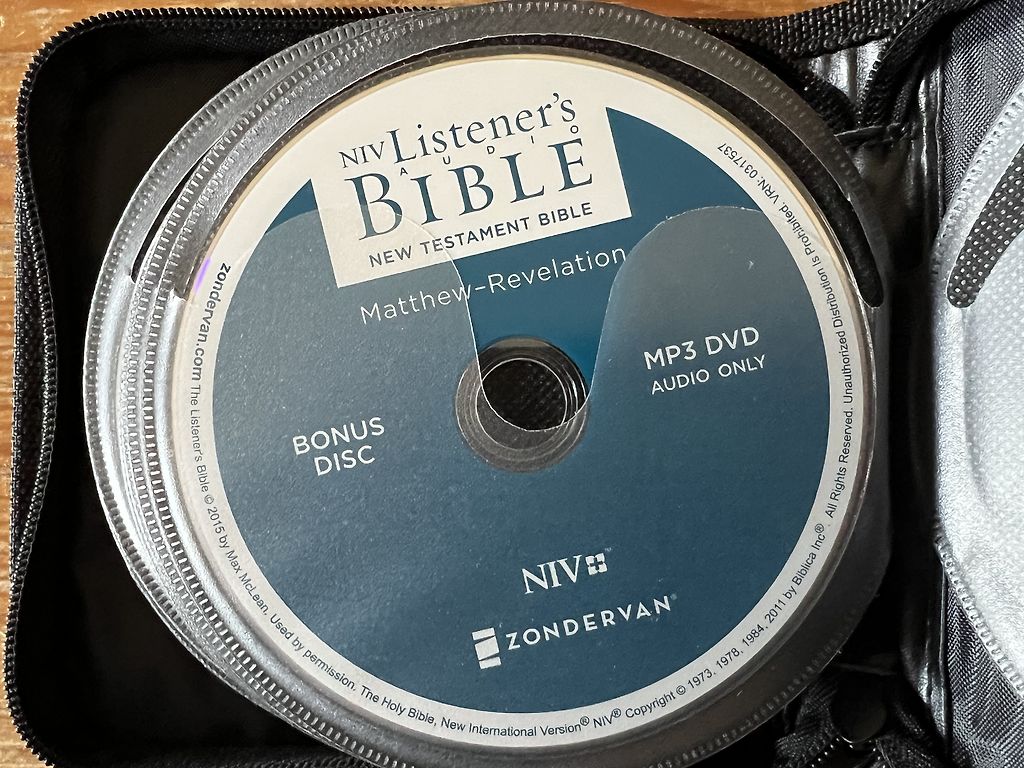 NIV Listener's
AUDIO
BIBLE
NEW TESTAMENT BIBLE
Matthew–Revelation
MP3 DVD
AUDIO ONLY
BONUS
DISC
NIV
ZONDERVAN®
zondervan.com The Listener's Bible © 2015 by Max McLean. Used by permission. The Holy Bible, New International Version® NIV® Copyright © 1973, 1978, 1984, 2011 by Biblica Inc® All Rights Reserved. Unauthorized Distribution Is Prohibited. VRN: 0317537